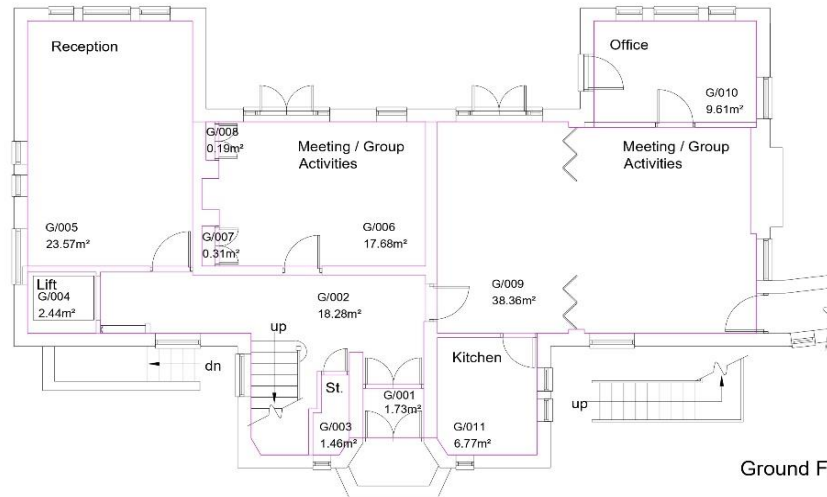 Reception
Office
G/010
9.61m²
G/008
0.19m²
Meeting / Group
Activities
Meeting / Group
Activities
G/005
23.57m²
G/007
0.31m²
G/006
17.68m²
Lift
G/004
2.44m²
G/002
18.28m²
G/009
38.36m²
up
dn
St.
Kitchen
G/001
1.73m²
up
G/003
1.46m²
G/011
6.77m²
Ground F